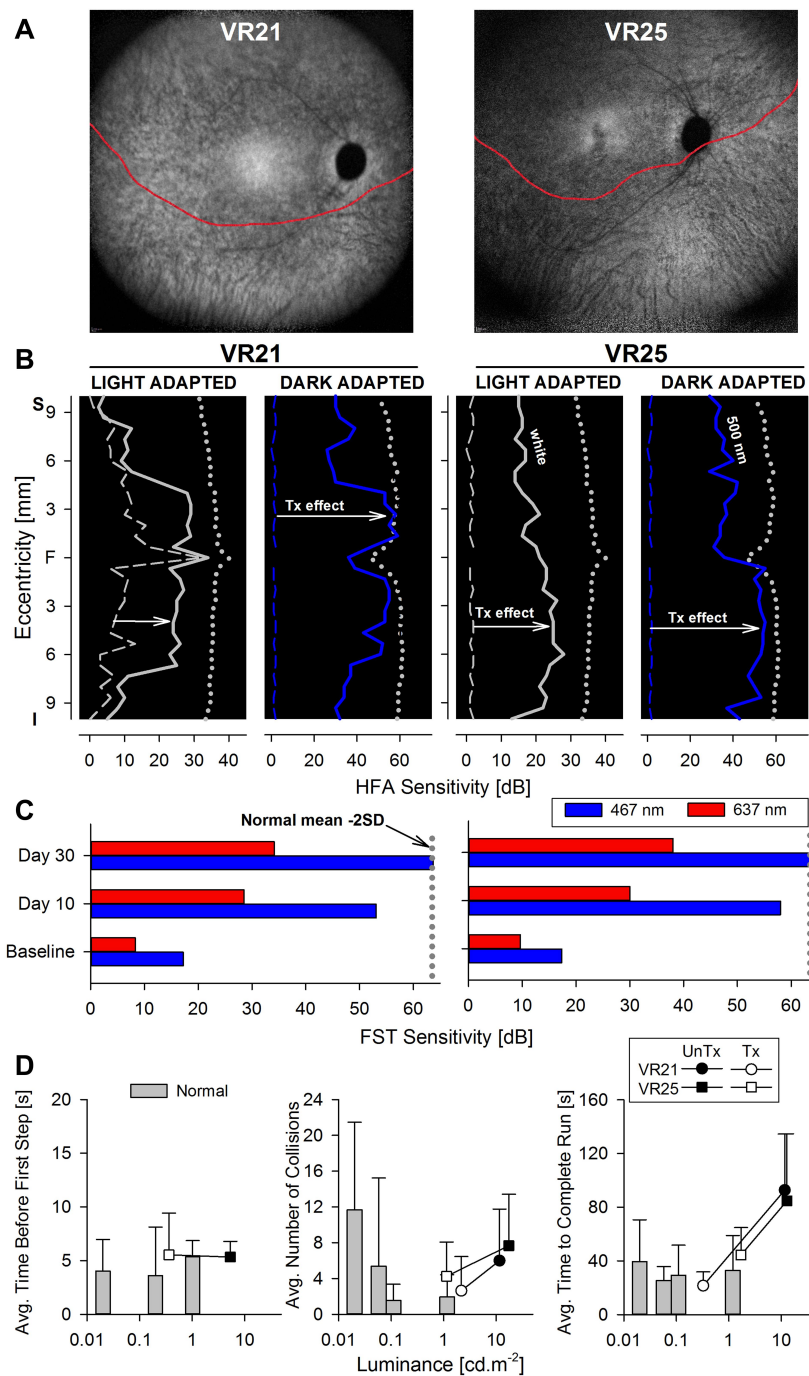 A
VR21
VR25
B
VR21
VR25
LIGHT ADAPTED
DARK ADAPTED
LIGHT ADAPTED
DARK ADAPTED
Eccentricity [mm]
S
9
6
3
F
3
6
9
I
Tx effect
white
Tx effect
500 nm
Tx effect
0 10 20 30 40
0 20 40 60
0 10 20 30 40
0 20 40 60
HFA Sensitivity [dB]
C
Normal mean -2SD
467 nm
637 nm
Day 30
Day 10
Baseline
0 10 20 30 40 50 60
0 10 20 30 40 50 60
FST Sensitivity [dB]
D
UnTx Tx
VR21
VR25
Normal
Avg. Time Before First Step [s]
20
15
10
5
0
0.01 0.1 1 10
Avg. Number of Collisions
24
20
16
12
8
4
0
0.01 0.1 1 10
Avg. Time to Complete Run [s]
160
120
80
40
0
0.01 0.1 1 10
Luminance [cd.m-2]